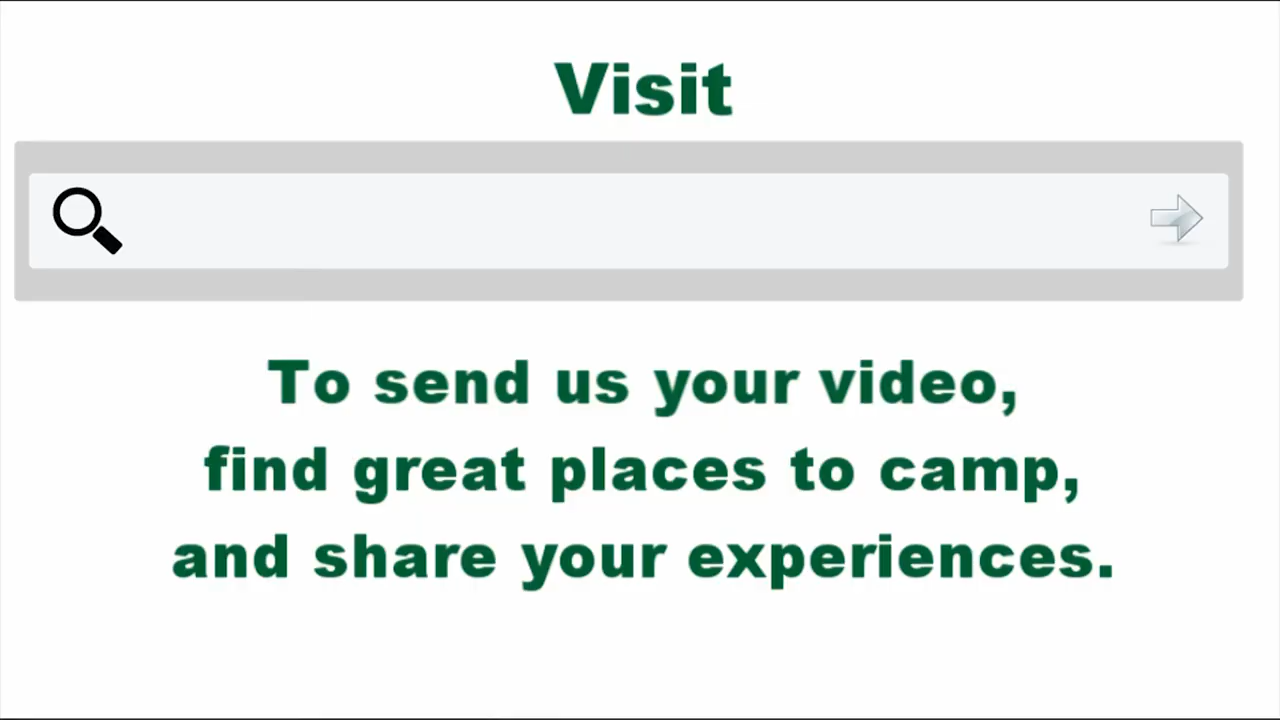 Visit
To send us your video,
find great places to camp,
and share your experiences.